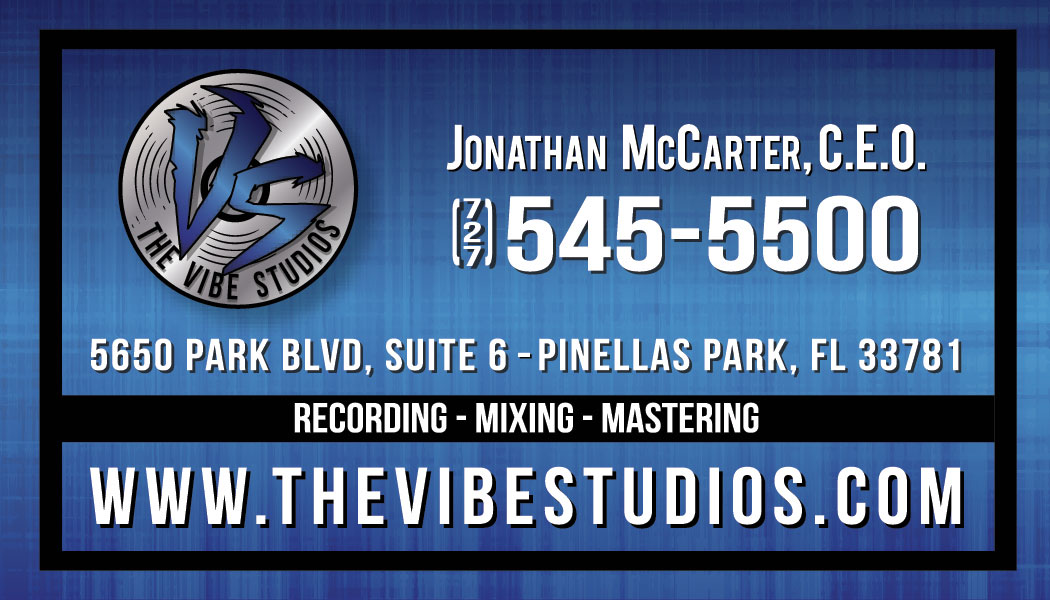 VS
THE VIBE STUDIOS
JONATHAN MCCARTER, C.E.O.
(727) 545-5500
5650 PARK BLVD, SUITE 6 - PINELLAS PARK, FL 33781
RECORDING - MIXING - MASTERING
WWW.THEVIBESTUDIOS.COM